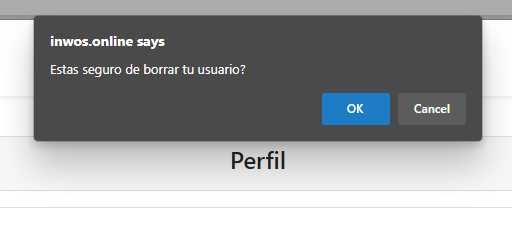 inwos.online says
Estas seguro de borrar tu usuario?
OK
Cancel
Perfil